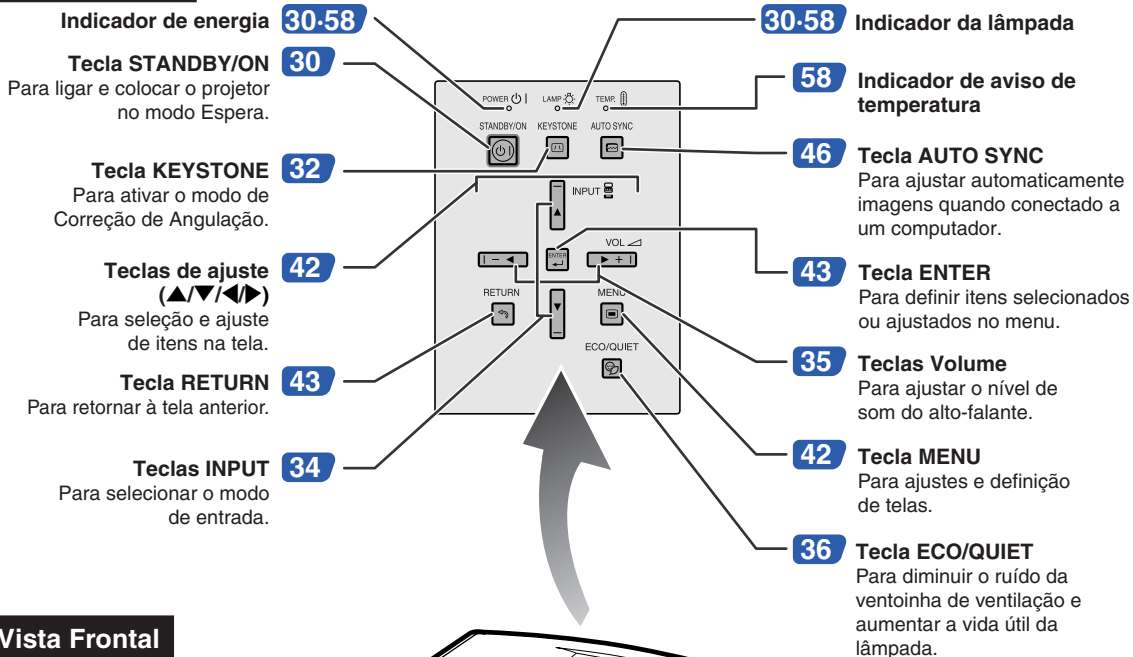 Indicador de energia 30·58
Tecla STANDBY/ON 30
Para ligar e colocar o projetor
no modo Espera.
Tecla KEYSTONE 32
Para ativar o modo de
Correção de Angulação.
Teclas de ajuste 42
(▲/▼/◀/▶)
Para seleção e ajuste
de itens na tela.
Tecla RETURN 43
Para retornar à tela anterior.
Teclas INPUT 34
Para selecionar o modo
de entrada.
POWER LAMP TEMP.
STANDBY/ON KEYSTONE AUTO SYNC
INPUT
VOL
ENTER
RETURN MENU
ECO/QUIET
30·58 Indicador da lâmpada
58 Indicador de aviso de
temperatura
46 Tecla AUTO SYNC
Para ajustar automaticamente
imagens quando conectado a
um computador.
43 Tecla ENTER
Para definir itens selecionados
ou ajustados no menu.
35 Teclas Volume
Para ajustar o nível de
som do alto-falante.
42 Tecla MENU
Para ajustes e definição
de telas.
36 Tecla ECO/QUIET
Para diminuir o ruído da
ventoinha de ventilação e
aumentar a vida útil da
lâmpada.
Vista Frontal